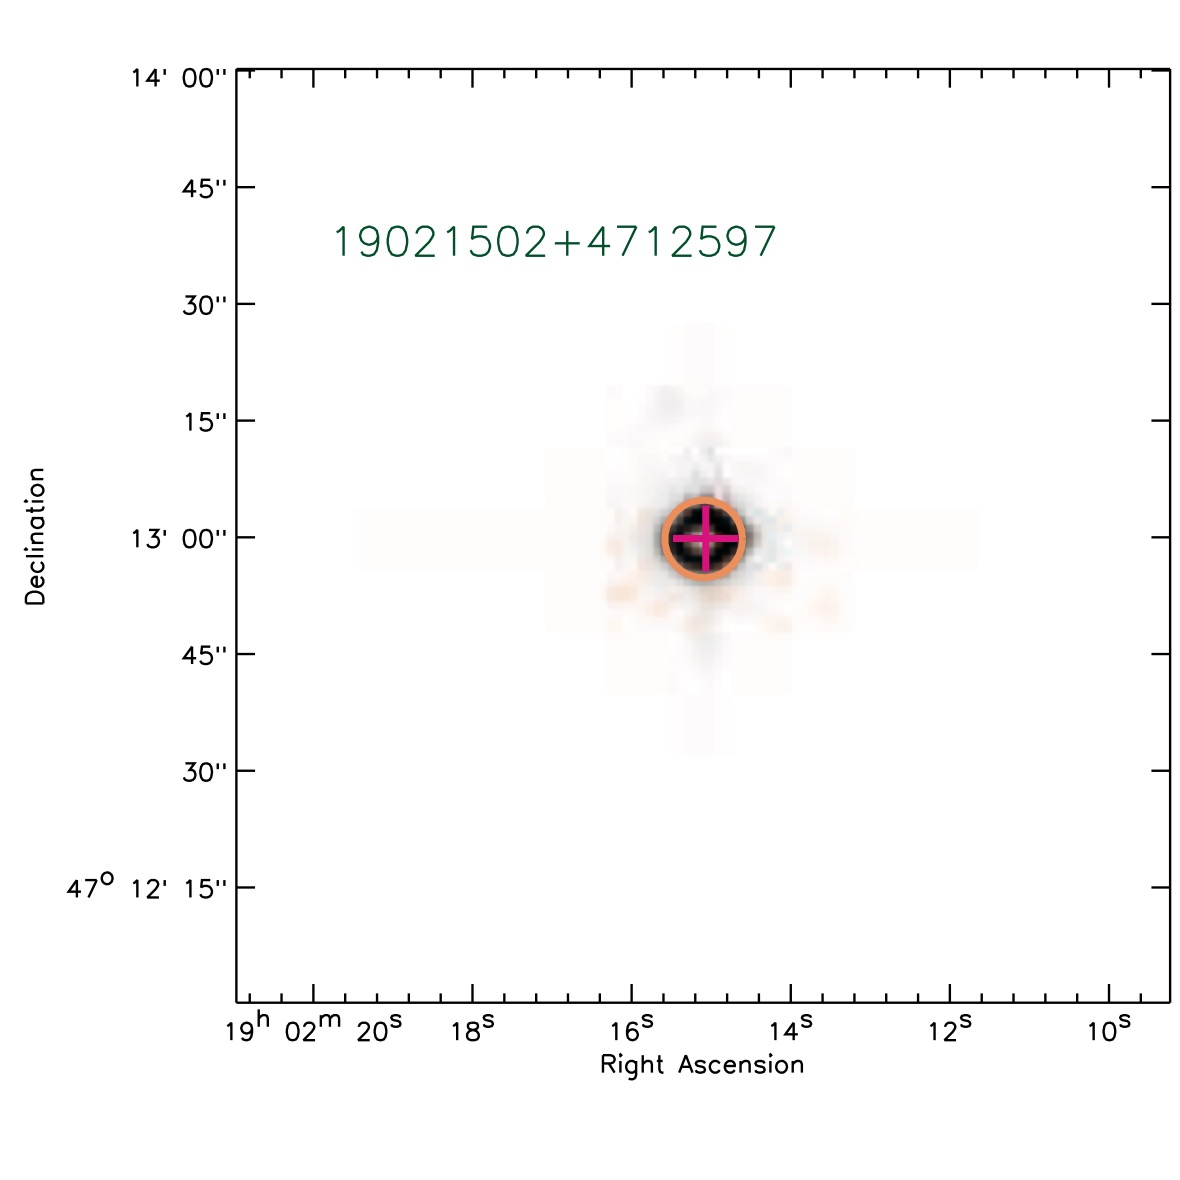 14' 00"
45"
19021502+4712597
30"
15"
Declination
13' 00"
45"
30"
47° 12' 15"
19ʰ 02ᵐ 20ˢ 18ˢ 16ˢ 14ˢ 12ˢ 10ˢ
Right Ascension